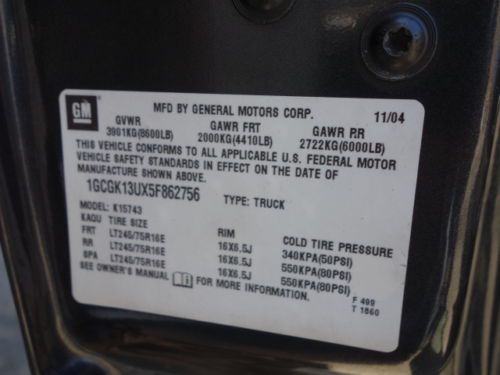 GM
MFD BY GENERAL MOTORS CORP. 11/04
GVWR GAWR FRT GAWR RR
3901KG(8600LB) 2000KG(4410LB) 2722KG(6000LB)
THIS VEHICLE CONFORMS TO ALL APPLICABLE U.S. FEDERAL MOTOR
VEHICLE SAFETY STANDARDS IN EFFECT ON THE DATE OF
MANUFACTURE SHOWN ABOVE.
1GCGK13UX5F862756 TYPE: TRUCK
MODEL: K15743
KAQU TIRE SIZE RIM COLD TIRE PRESSURE
FRT LT245/75R16E 16X6.5J 340KPA(50PSI)
RR LT245/75R16E 16X6.5J 550KPA(80PSI)
SPA LT245/75R16E 16X6.5J 550KPA(80PSI)
SEE OWNER'S MANUAL FOR MORE INFORMATION.
F 499
T 1860